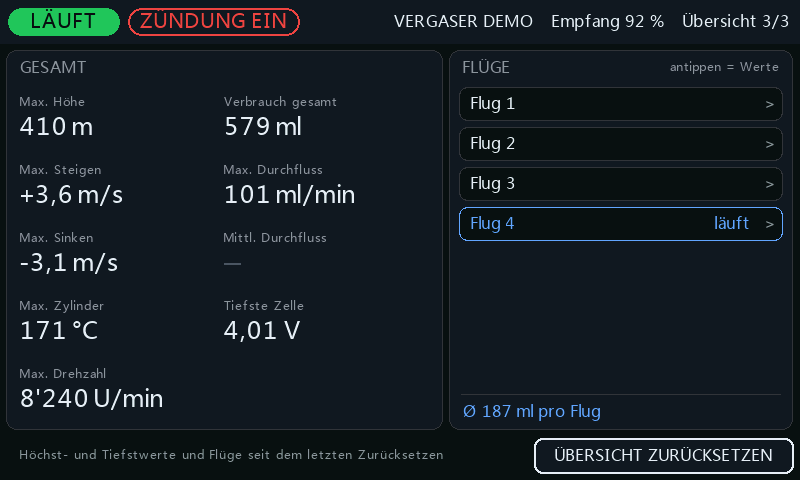 LÄUFT
ZÜNDUNG EIN
VERGASER DEMO
Empfang 92 %
Übersicht 3/3
GESAMT
Max. Höhe
410 m
Verbrauch gesamt
579 ml
Max. Steigen
+3,6 m/s
Max. Durchfluss
101 ml/min
Max. Sinken
-3,1 m/s
Mittl. Durchfluss
—
Max. Zylinder
171 °C
Tiefste Zelle
4,01 V
Max. Drehzahl
8'240 U/min
FLÜGE
antippen = Werte
Flug 1 >
Flug 2 >
Flug 3 >
Flug 4 läuft >
Ø 187 ml pro Flug
Höchst- und Tiefstwerte und Flüge seit dem letzten Zurücksetzen
ÜBERSICHT ZURÜCKSETZEN